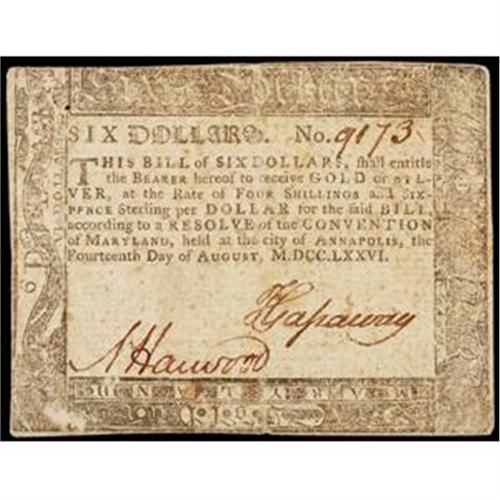 SIX DOLLARS. No. 9173
THIS BILL of SIX DOLLARS, shall entitle
the BEARER hereof to receive GOLD or SIL-
VER, at the Rate of FOUR SHILLINGS and SIX-
PENCE Sterling per DOLLAR for the said BILL,
according to a RESOLVE of the CONVENTION
of MARYLAND, held at the city of ANNAPOLIS, the
Fourteenth Day of AUGUST, M.DCC.LXXVI.
Hapaway
N Harwood
MARYLAND